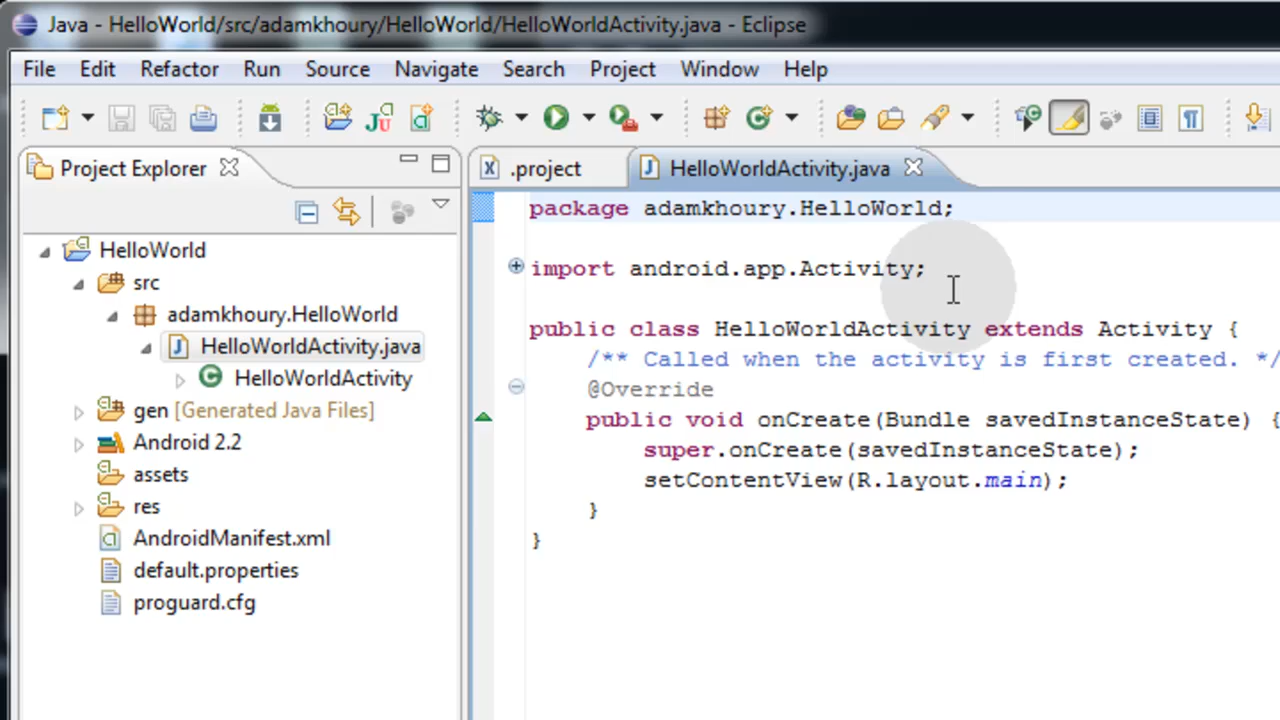 Java - HelloWorld/src/adamkhoury/HelloWorld/HelloWorldActivity.java - Eclipse
File Edit Refactor Run Source Navigate Search Project Window Help
Project Explorer
HelloWorld
src
adamkhoury.HelloWorld
HelloWorldActivity.java
HelloWorldActivity
gen [Generated Java Files]
Android 2.2
assets
res
AndroidManifest.xml
default.properties
proguard.cfg
.project HelloWorldActivity.java
package adamkhoury.HelloWorld;
import android.app.Activity;
public class HelloWorldActivity extends Activity {
/** Called when the activity is first created. */
@Override
public void onCreate(Bundle savedInstanceState) {
super.onCreate(savedInstanceState);
setContentView(R.layout.main);
}
}